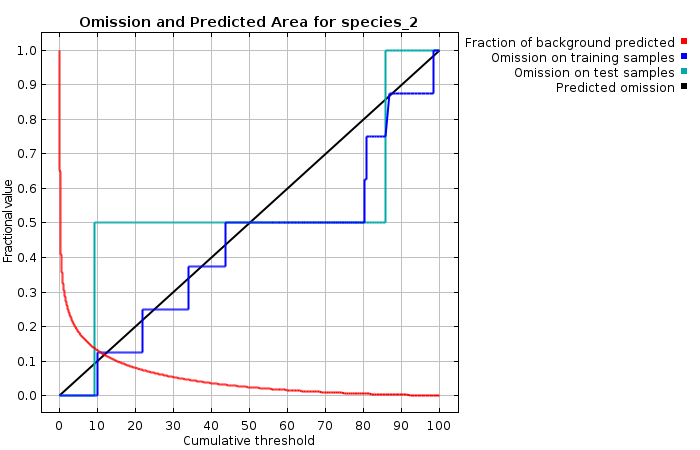 Omission and Predicted Area for species_2
Fraction of background predicted
Omission on training samples
Omission on test samples
Predicted omission
Fractional value
1.0
0.9
0.8
0.7
0.6
0.5
0.4
0.3
0.2
0.1
0.0
0 10 20 30 40 50 60 70 80 90 100
Cumulative threshold